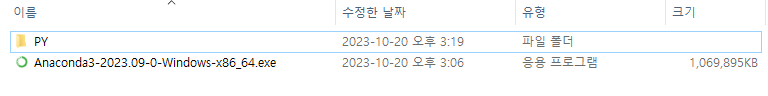 이름 수정한 날짜 유형 크기
PY 2023-10-20 오후 3:19 파일 폴더
Anaconda3-2023.09-0-Windows-x86_64.exe 2023-10-20 오후 3:06 응용 프로그램 1,069,895KB